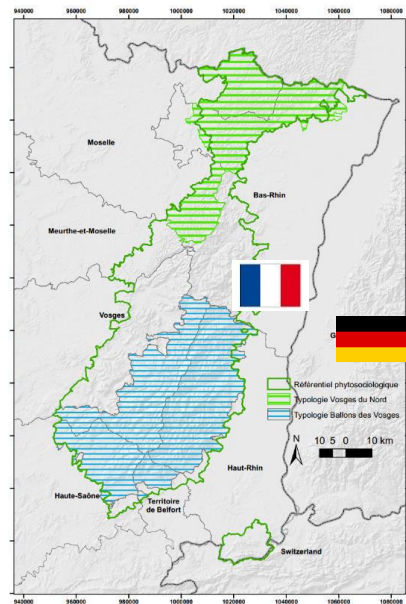 940000 960000 980000 1000000 1020000 1040000 1060000 1080000
Moselle
Bas-Rhin
Meurthe-et-Moselle
Vosges
G
Référentiel phytosociologique
Typologie Vosges du Nord
Typologie Ballons des Vosges
N
10 5 0 10 km
Haut-Rhin
Haute-Saône
Territoire
de Belfort
Switzerland
940000 960000 980000 1000000 1020000 1040000 1060000 1080000